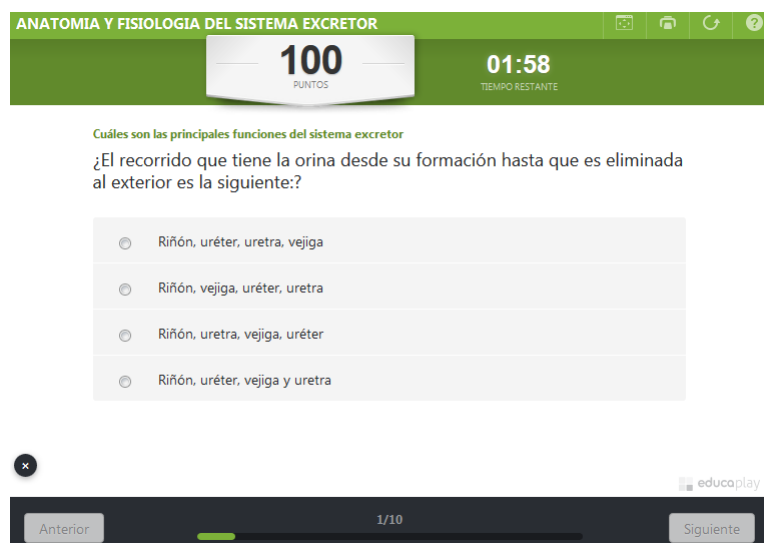 ANATOMIA Y FISIOLOGIA DEL SISTEMA EXCRETOR
?
100
PUNTOS
01:58
TIEMPO RESTANTE
Cuáles son las principales funciones del sistema excretor
¿El recorrido que tiene la orina desde su formación hasta que es eliminada
al exterior es la siguiente:?
Riñón, uréter, uretra, vejiga
Riñón, vejiga, uréter, uretra
Riñón, uretra, vejiga, uréter
Riñón, uréter, vejiga y uretra
educaplay
Anterior
1/10
Siguiente